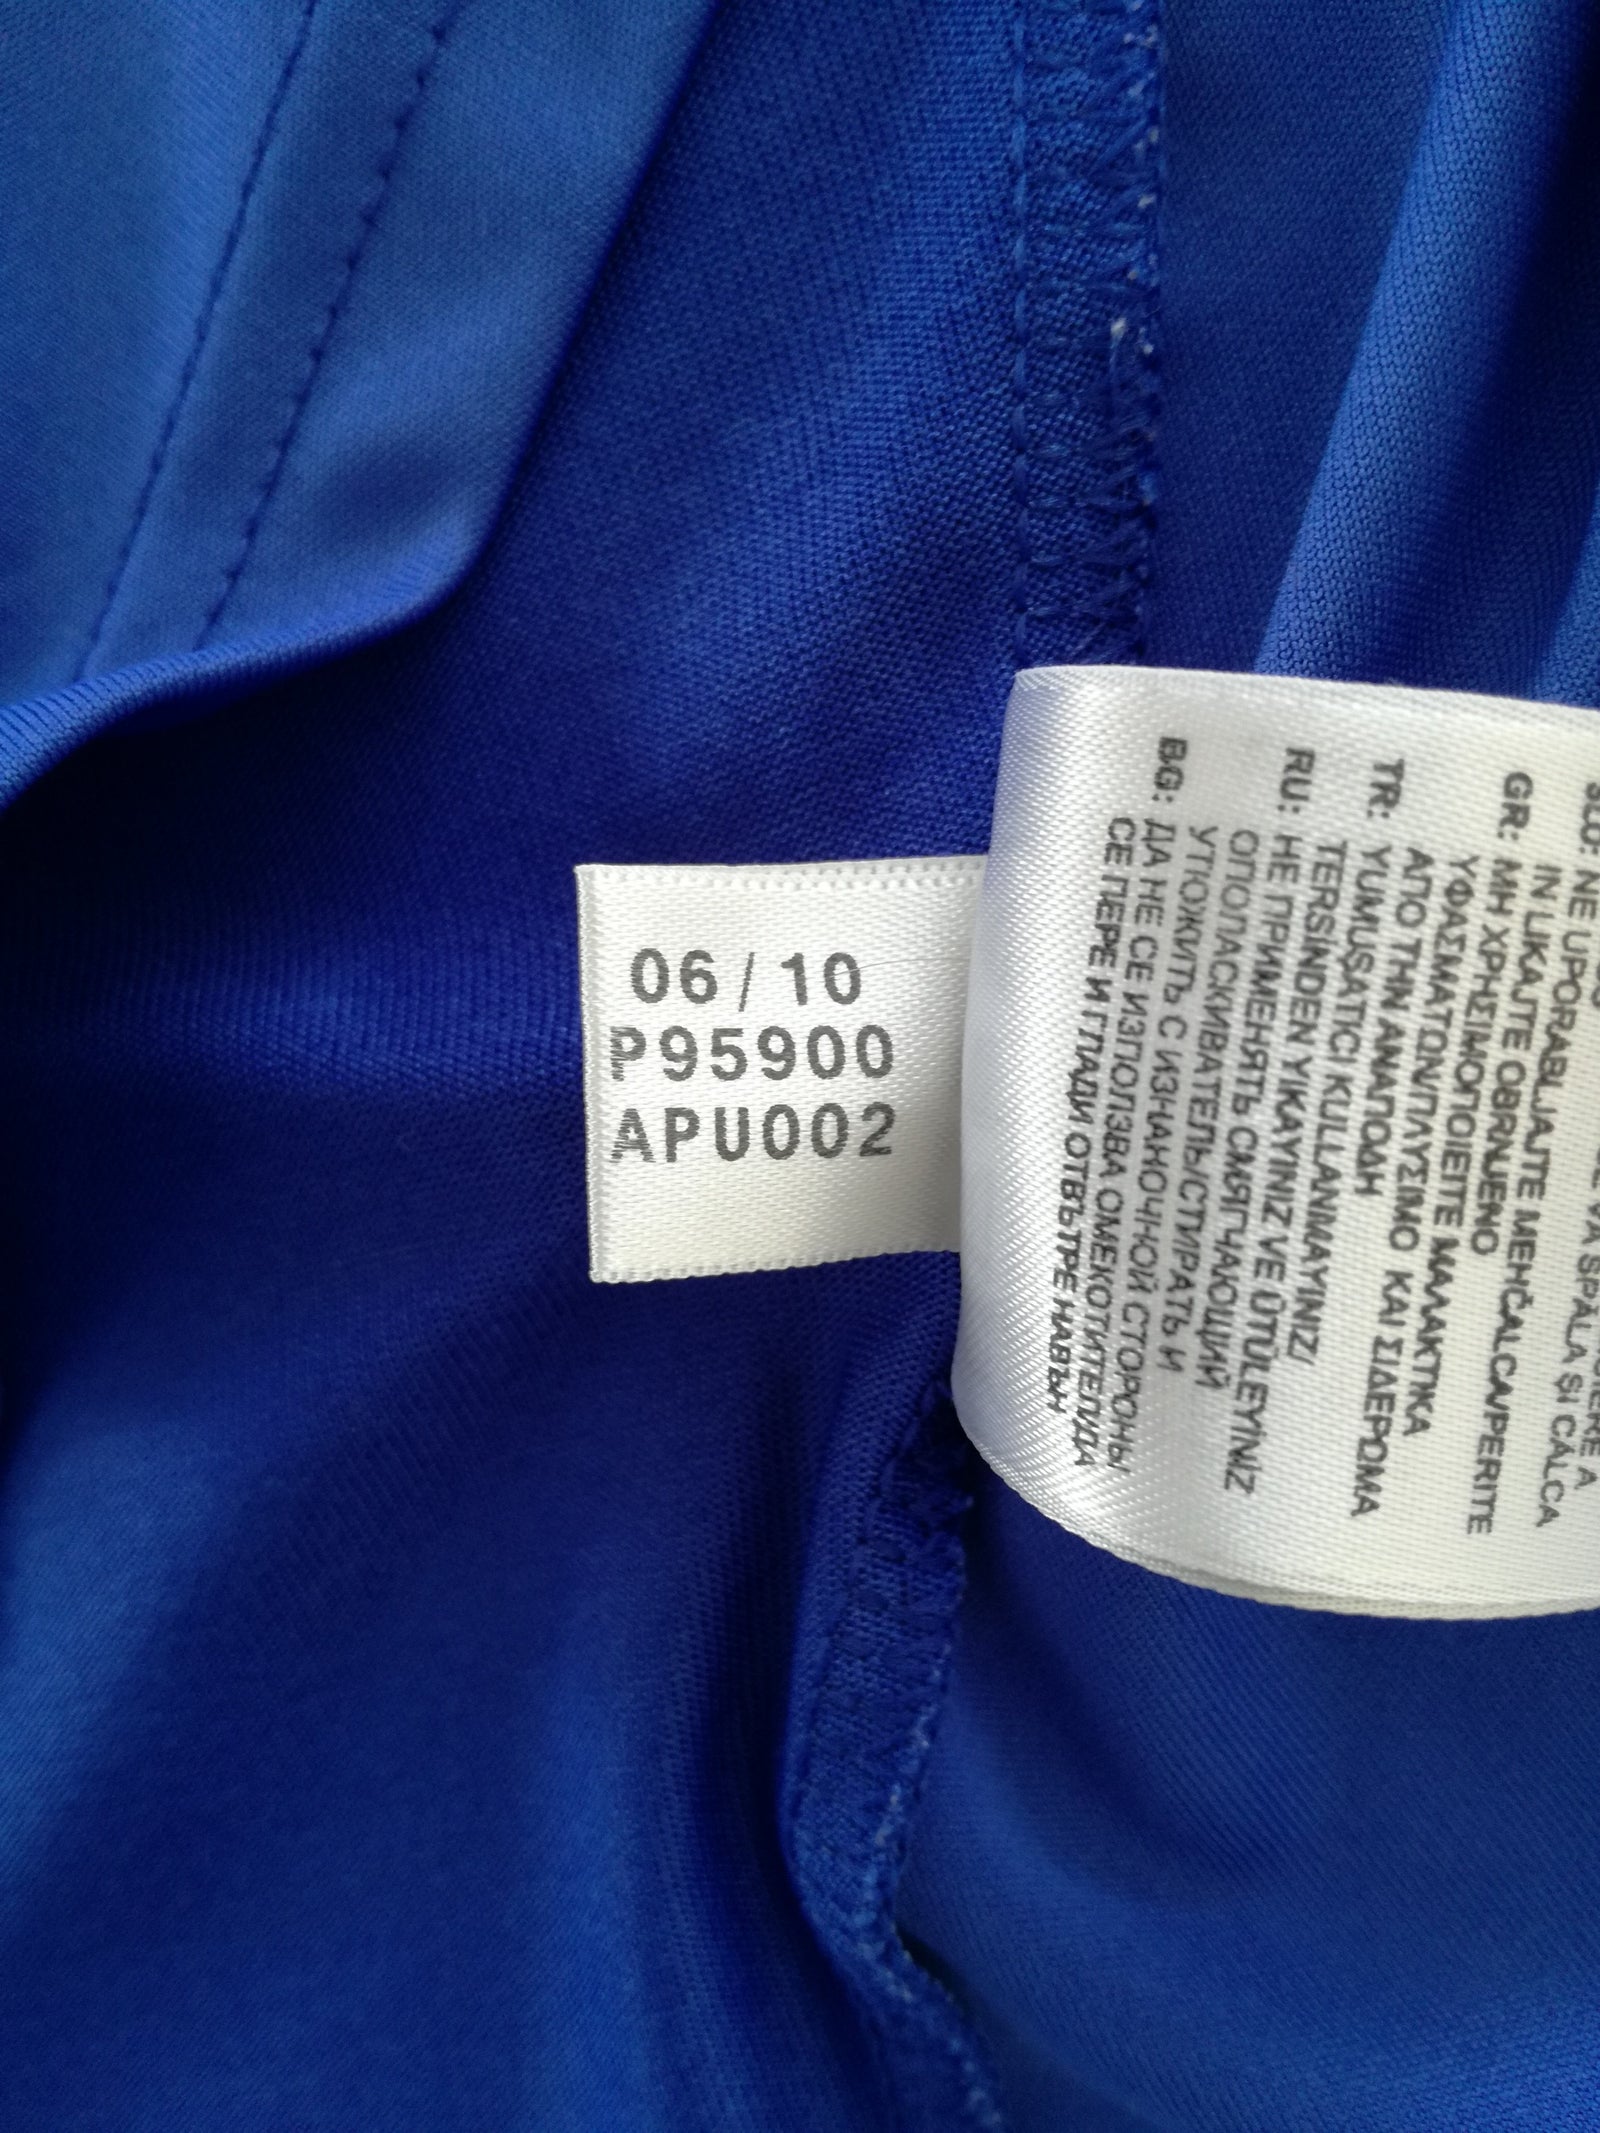 06 / 10
P95900
APU002
SLO: NE UPORABLJAJTE MEHČALCA/PERITE
IN LIKAJTE OBRNJENO
GR: ΜΗ ΧΡΗΣΙΜΟΠΟΙΕΙΤΕ ΜΑΛΑΚΤΙΚΑ
ΥΦΑΣΜΑΤΩΝ/ΠΛΥΣΙΜΟ ΚΑΙ ΣΙΔΕΡΩΜΑ
ΑΠΟ ΤΗΝ ΑΝΑΠΟΔΗ
TR: YUMUŞATICI KULLANMAYINIZ/
TERSİNDEN YIKAYINIZ VE ÜTÜLEYİNİZ
RU: НЕ ПРИМЕНЯТЬ СМЯГЧАЮЩИЙ
ОПОЛАСКИВАТЕЛЬ/СТИРАТЬ И
УТЮЖИТЬ С ИЗНАНОЧНОЙ СТОРОНЫ
BG: ДА НЕ СЕ ИЗПОЛЗВА ОМЕКОТИТЕЛ/ДА
СЕ ПЕРЕ И ГЛАДИ ОТВЪТРЕ НАВЪН